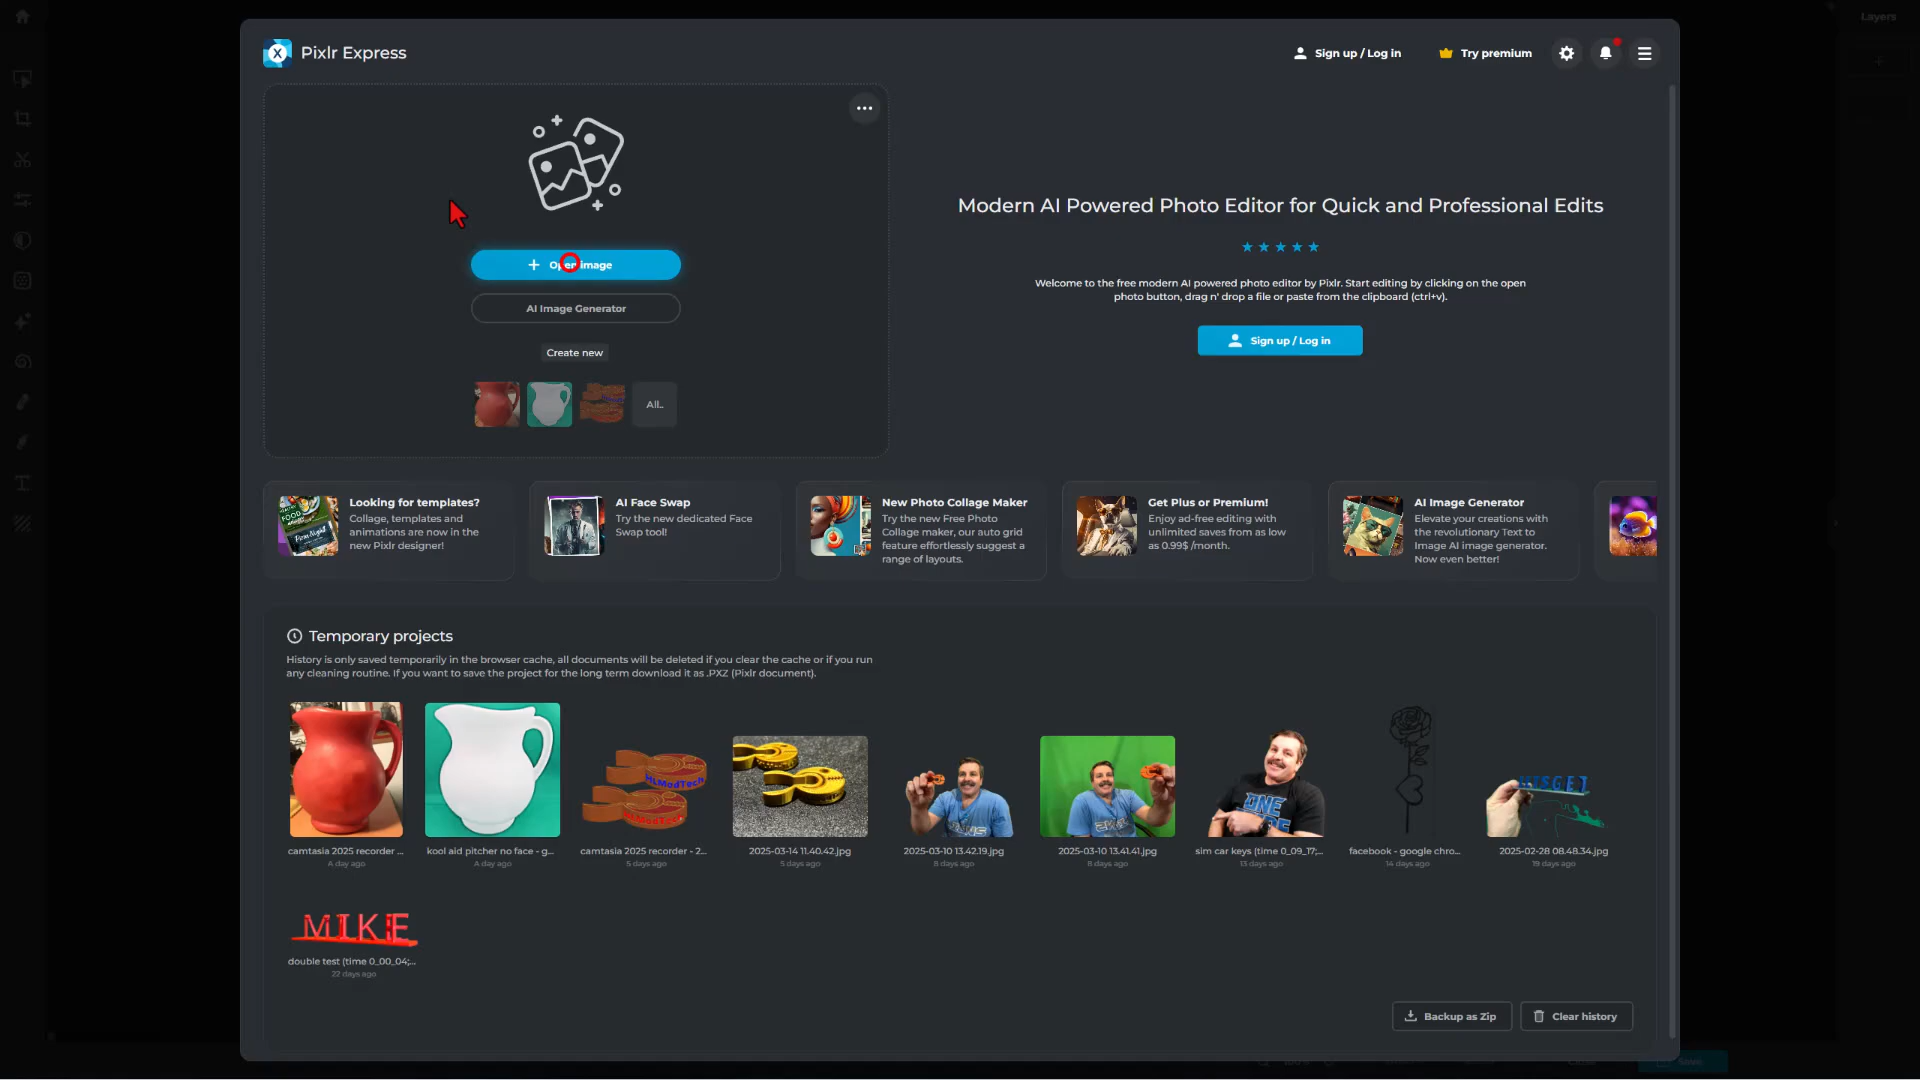 Layers
Pixlr Express
Sign up / Log in
Try premium
Open image
AI Image Generator
Create new
All..
Modern AI Powered Photo Editor for Quick and Professional Edits
Welcome to the free modern AI powered photo editor by Pixlr. Start editing by clicking on the open
photo button, drag n' drop a file or paste from the clipboard (ctrl+v).
Sign up / Log in
Looking for templates?
Collage, templates and
animations are now in the
new Pixlr designer!
AI Face Swap
Try the new dedicated Face
Swap tool!
New Photo Collage Maker
Try the new Free Photo
Collage maker, our auto grid
feature effortlessly suggest a
range of layouts.
Get Plus or Premium!
Enjoy ad-free editing with
unlimited saves from as low
as 0.99$ /month.
AI Image Generator
Elevate your creations with
the revolutionary Text to
Image AI image generator.
Now even better!
Temporary projects
History is only saved temporarily in the browser cache, all documents will be deleted if you clear the cache or if you run
any cleaning routine. If you want to save the project for the long term download it as .PXZ (Pixlr document).
HLModTech
HLModTech
camtasia 2025 recorder ...
A day ago
kool aid pitcher no face - g...
A day ago
camtasia 2025 recorder - 2...
5 days ago
2025-03-14 11.40.42.jpg
5 days ago
2025-03-10 13.42.19.jpg
8 days ago
2025-03-10 13.41.41.jpg
8 days ago
sim car keys (time 0_09_17;...
13 days ago
facebook - google chro...
14 days ago
2025-02-28 08.48.34.jpg
19 days ago
MIKE
double test (time 0_00_04;...
22 days ago
Backup as Zip
Clear history
Save